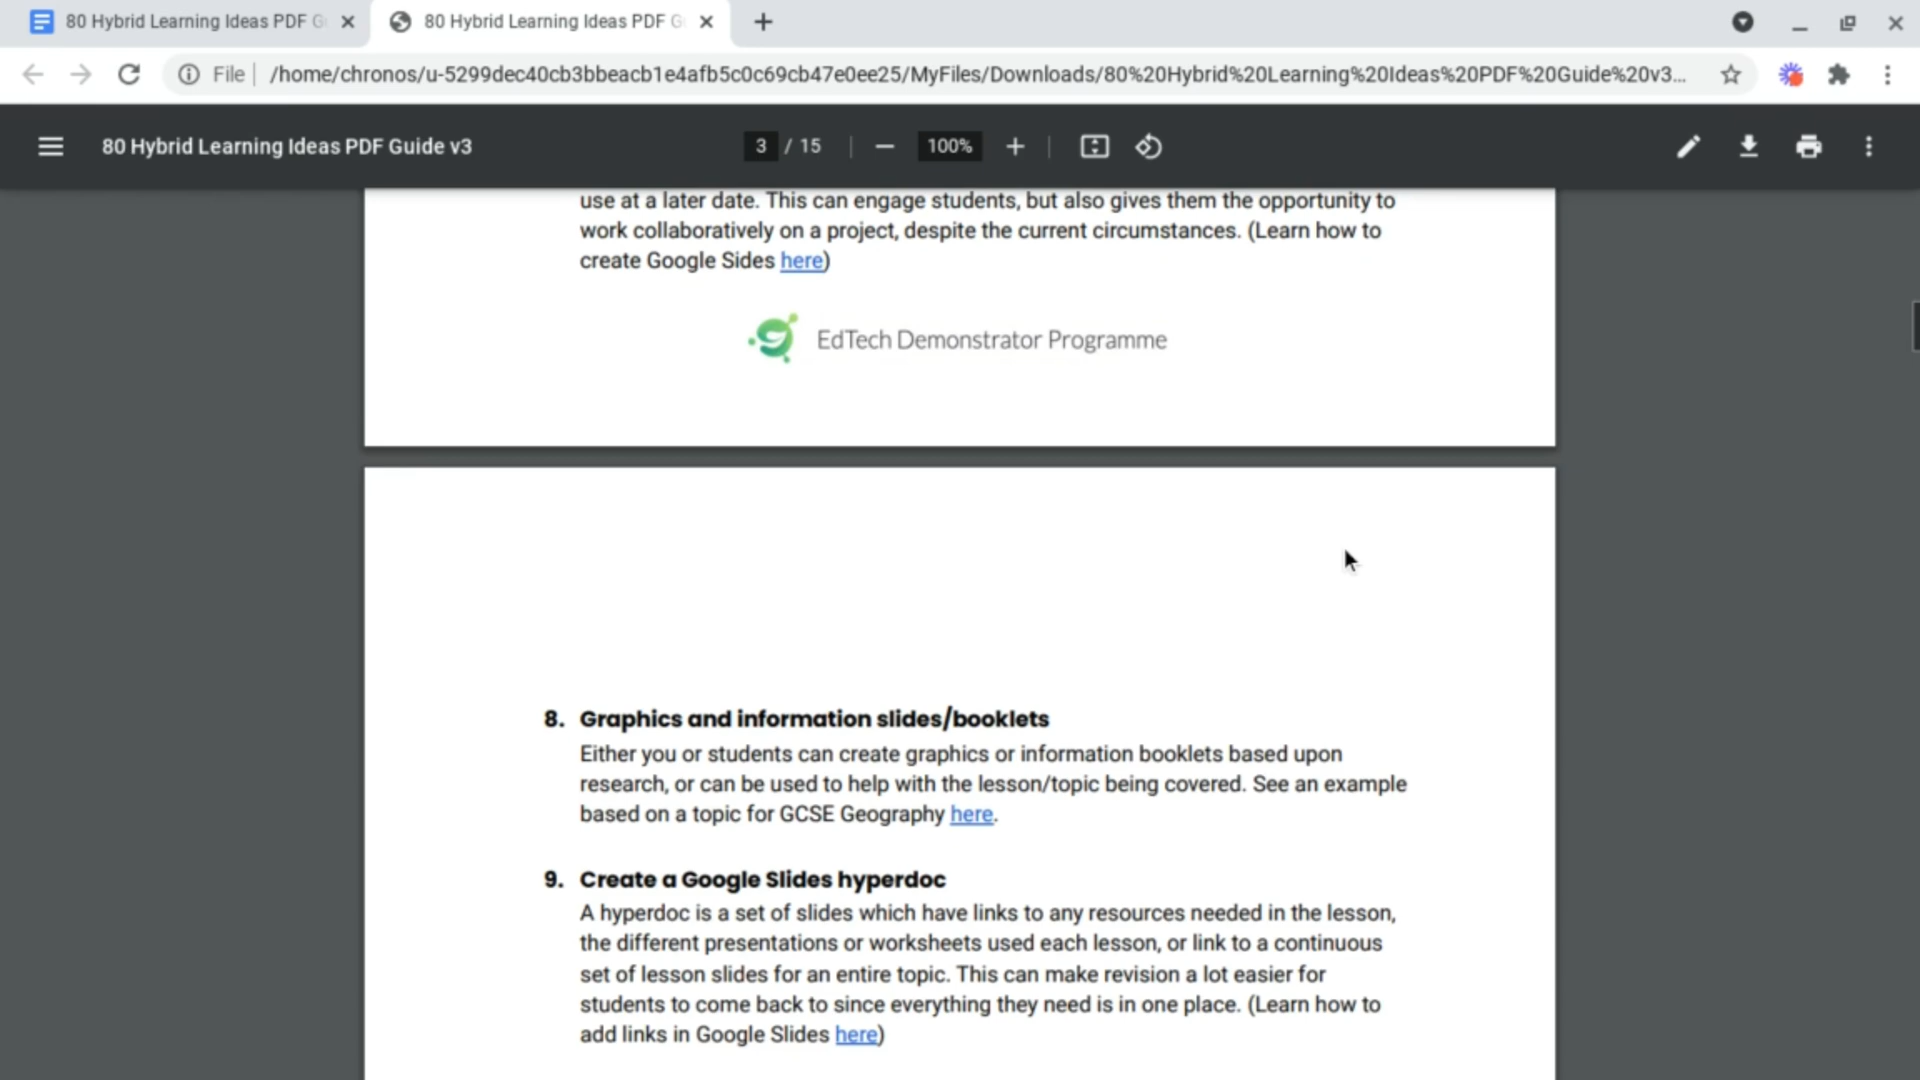 80 Hybrid Learning Ideas PDF G
80 Hybrid Learning Ideas PDF G
File
/home/chronos/u-5299dec40cb3bbeacb1e4afb5c0c69cb47e0ee25/MyFiles/Downloads/80%20Hybrid%20Learning%20Ideas%20PDF%20Guide%20v3...
80 Hybrid Learning Ideas PDF Guide v3
3 / 15
100%
use at a later date. This can engage students, but also gives them the opportunity to
work collaboratively on a project, despite the current circumstances. (Learn how to
create Google Sides here)
EdTech Demonstrator Programme
8. Graphics and information slides/booklets
Either you or students can create graphics or information booklets based upon
research, or can be used to help with the lesson/topic being covered. See an example
based on a topic for GCSE Geography here.
9. Create a Google Slides hyperdoc
A hyperdoc is a set of slides which have links to any resources needed in the lesson,
the different presentations or worksheets used each lesson, or link to a continuous
set of lesson slides for an entire topic. This can make revision a lot easier for
students to come back to since everything they need is in one place. (Learn how to
add links in Google Slides here)